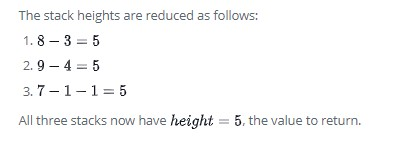 The stack heights are reduced as follows:
1. 8 – 3 = 5
2. 9 – 4 = 5
3. 7 – 1 – 1 = 5
All three stacks now have height = 5, the value to return.